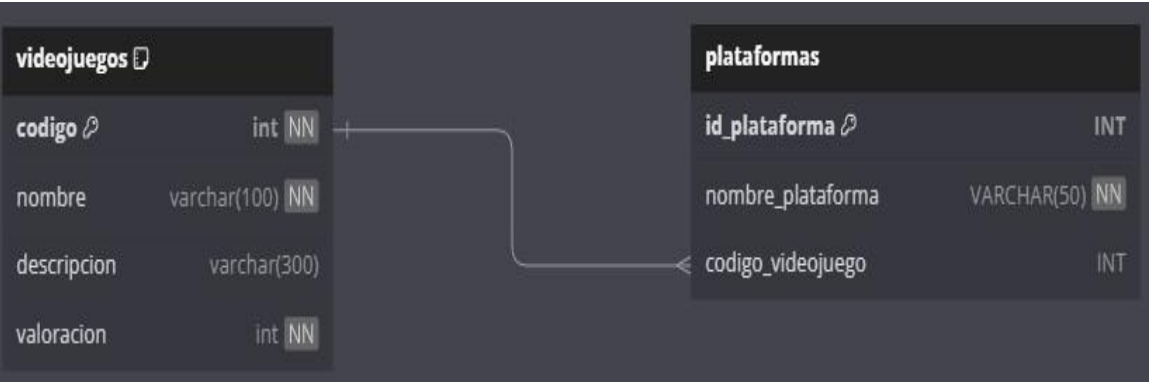 videojuegos
codigo int NN
nombre varchar(100) NN
descripcion varchar(300)
valoracion int NN
plataformas
id_plataforma INT
nombre_plataforma VARCHAR(50) NN
codigo_videojuego INT